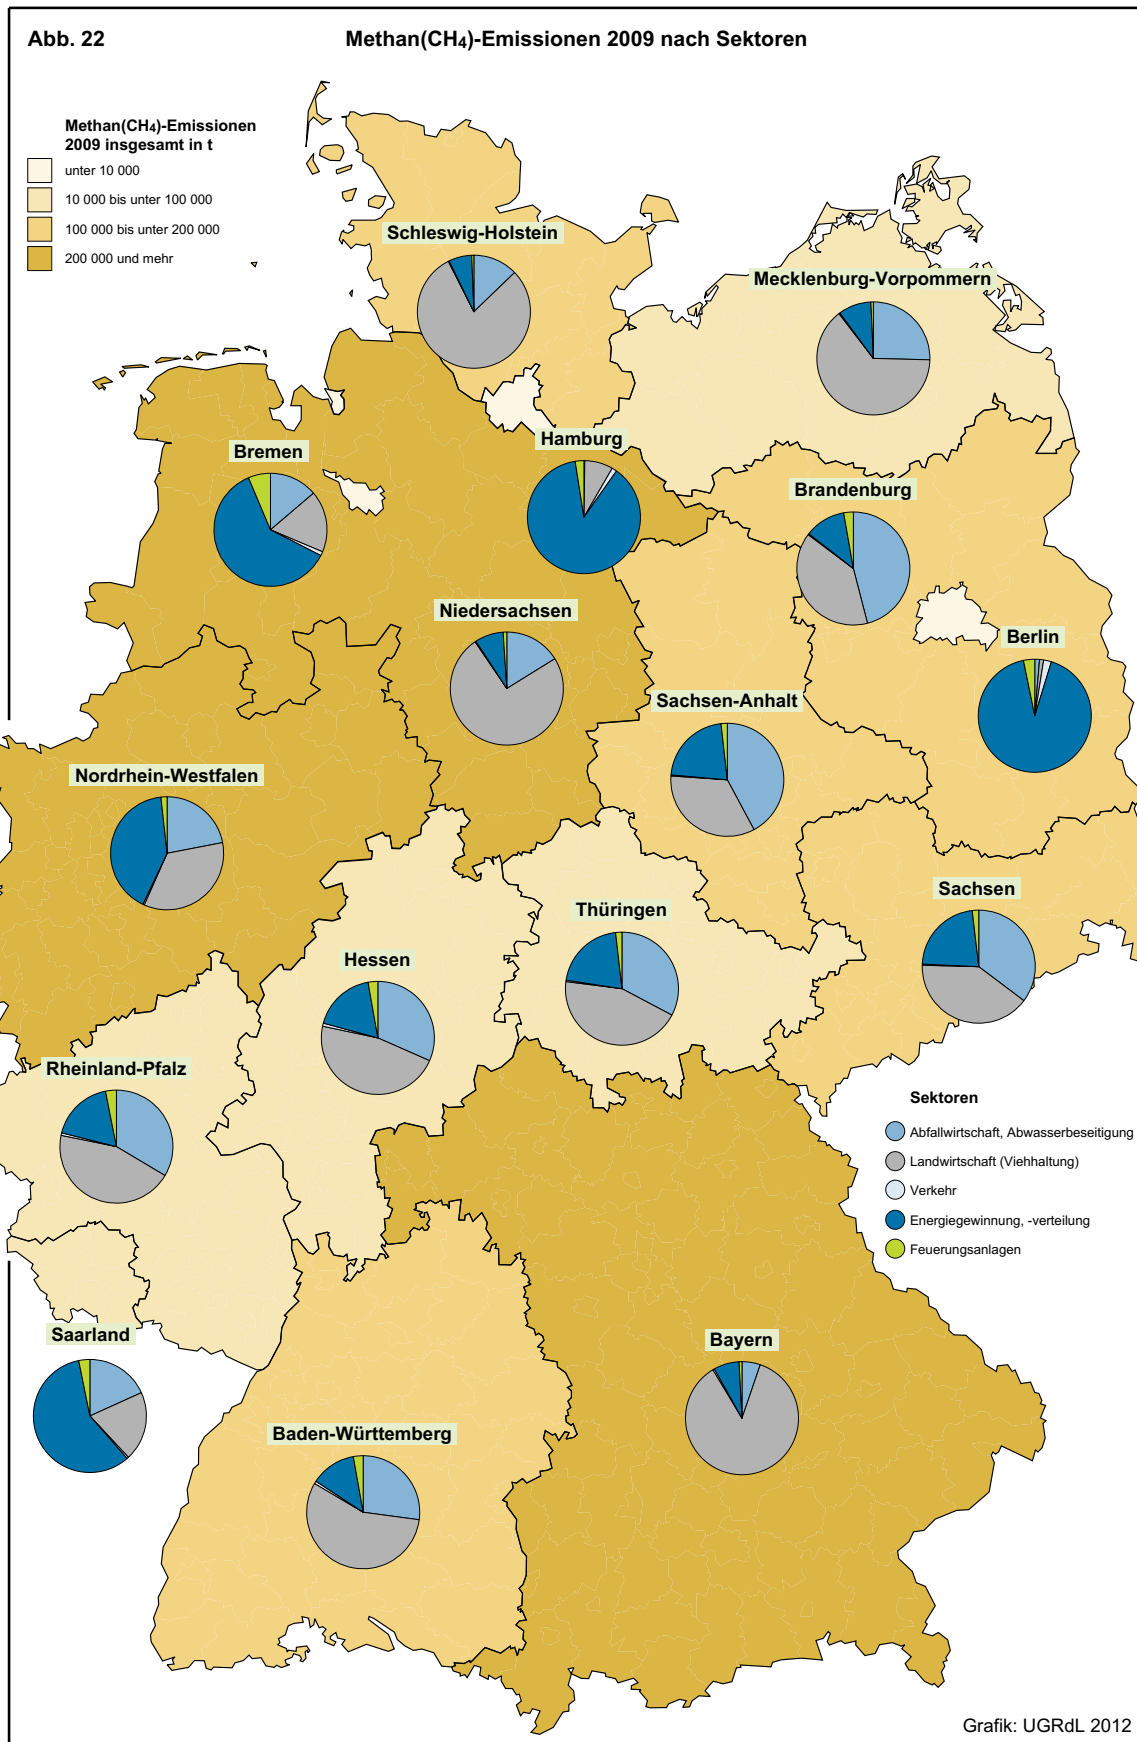 Abb. 22
Methan(CH4)-Emissionen 2009 nach Sektoren
Methan(CH4)-Emissionen
2009 insgesamt in t
unter 10 000
10 000 bis unter 100 000
100 000 bis unter 200 000
200 000 und mehr
Schleswig-Holstein
Mecklenburg-Vorpommern
Hamburg
Bremen
Brandenburg
Niedersachsen
Berlin
Sachsen-Anhalt
Nordrhein-Westfalen
Sachsen
Thüringen
Hessen
Rheinland-Pfalz
Sektoren
Abfallwirtschaft, Abwasserbeseitigung
Landwirtschaft (Viehhaltung)
Verkehr
Energiegewinnung, -verteilung
Feuerungsanlagen
Saarland
Bayern
Baden-Württemberg
Grafik: UGRdL 2012